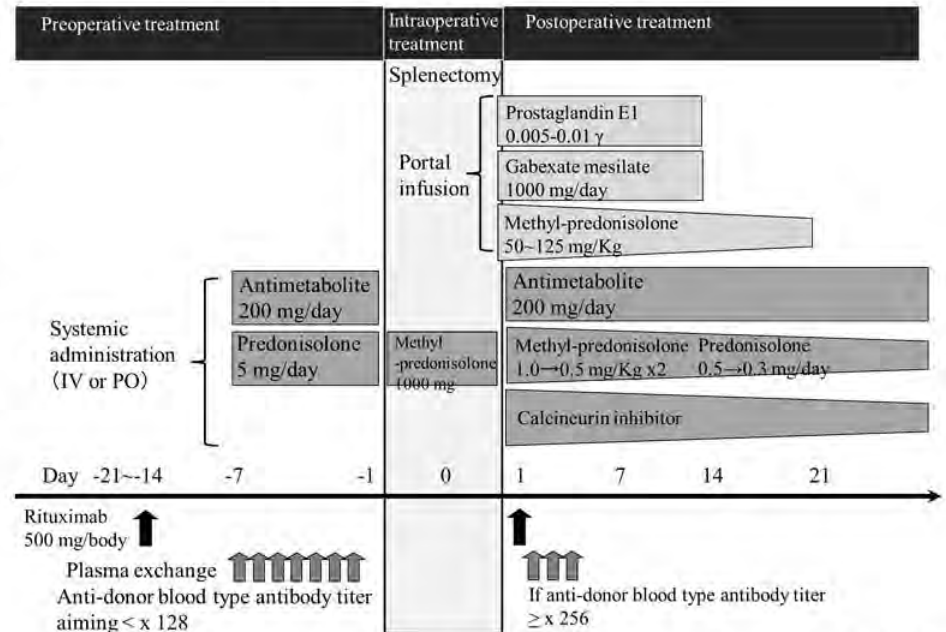 Preoperative treatment
Intraoperative
treatment
Postoperative treatment
Splenectomy
Portal
infusion
Prostaglandin E1
0.005-0.01 γ
Gabexate mesilate
1000 mg/day
Methyl-predonisolone
50~125 mg/Kg
Systemic
administration
(IV or PO)
Antimetabolite
200 mg/day
Predonisolone
5 mg/day
Methyl
-predonisolone
1000 mg
Antimetabolite
200 mg/day
Methyl-predonisolone Predonisolone
1.0→0.5 mg/Kg x2 0.5→0.3 mg/day
Calcineurin inhibitor
Day -21~-14 -7 -1 0 1 7 14 21
Rituximab
500 mg/body
Plasma exchange
Anti-donor blood type antibody titer
aiming < x 128
If anti-donor blood type antibody titer
≥ x 256